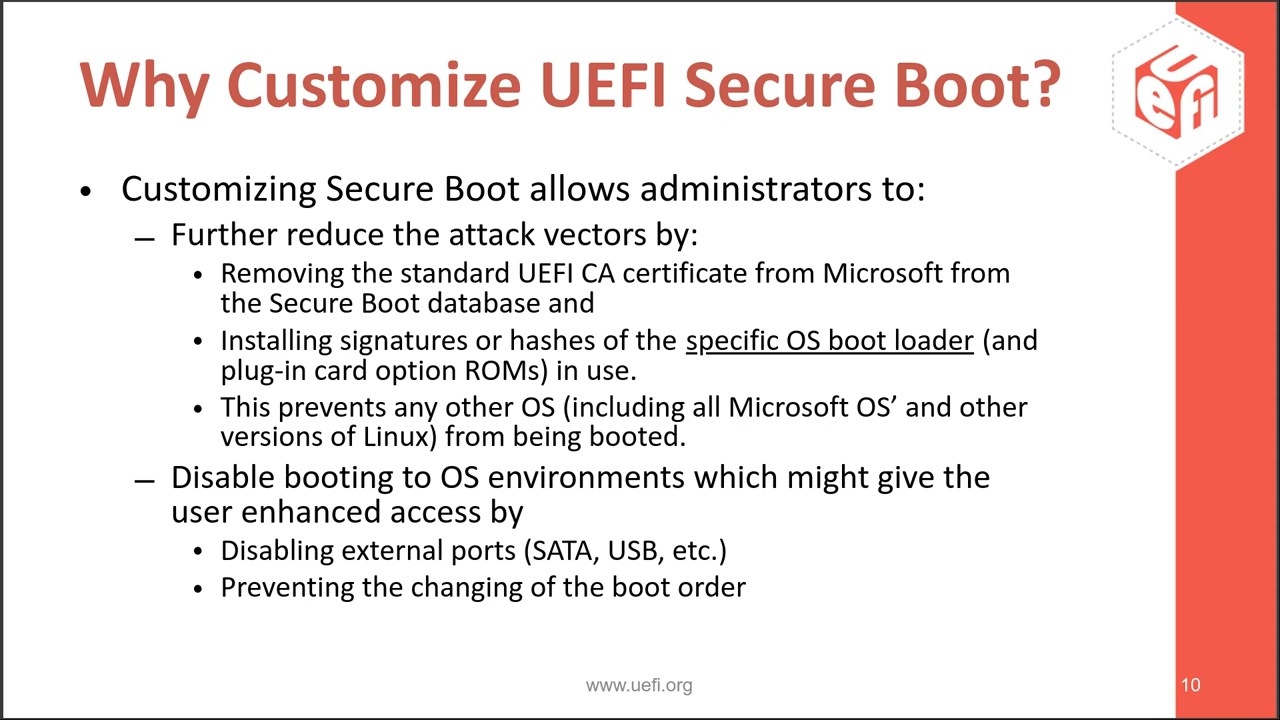 Why Customize UEFI Secure Boot?
uefi
• Customizing Secure Boot allows administrators to:
– Further reduce the attack vectors by:
• Removing the standard UEFI CA certificate from Microsoft from
the Secure Boot database and
• Installing signatures or hashes of the specific OS boot loader (and
plug-in card option ROMs) in use.
• This prevents any other OS (including all Microsoft OS’ and other
versions of Linux) from being booted.
– Disable booting to OS environments which might give the
user enhanced access by
• Disabling external ports (SATA, USB, etc.)
• Preventing the changing of the boot order
www.uefi.org
10